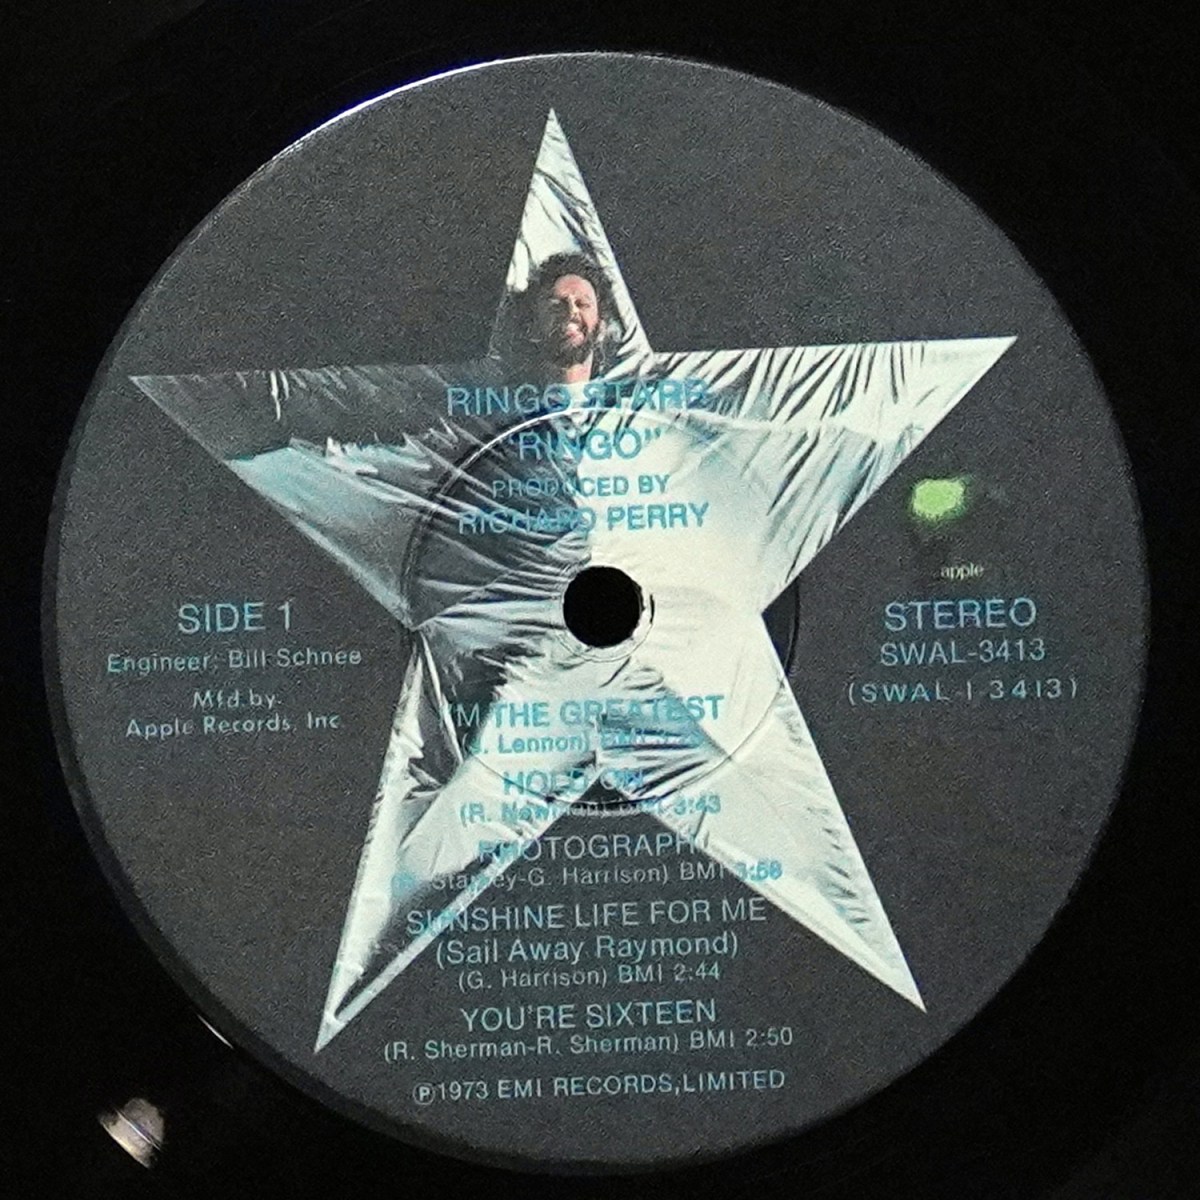 RINGO STARR
"RINGO"
PRODUCED BY
RICHARD PERRY
apple
SIDE 1
Engineer: Bill Schnee
Mfd. by.
Apple Records, Inc
STEREO
SWAL-3413
(SWAL-1 3413)
I'M THE GREATEST
(J. Lennon) BMI
HOLD ON
(R. Newman) BMI 3:43
PHOTOGRAPH
Starkey-G. Harrison) BMI 3:58
SUNSHINE LIFE FOR ME
(Sail Away Raymond)
(G. Harrison) BMI 2:44
YOU'RE SIXTEEN
(R. Sherman-R. Sherman) BMI 2:50
℗1973 EMI RECORDS,LIMITED